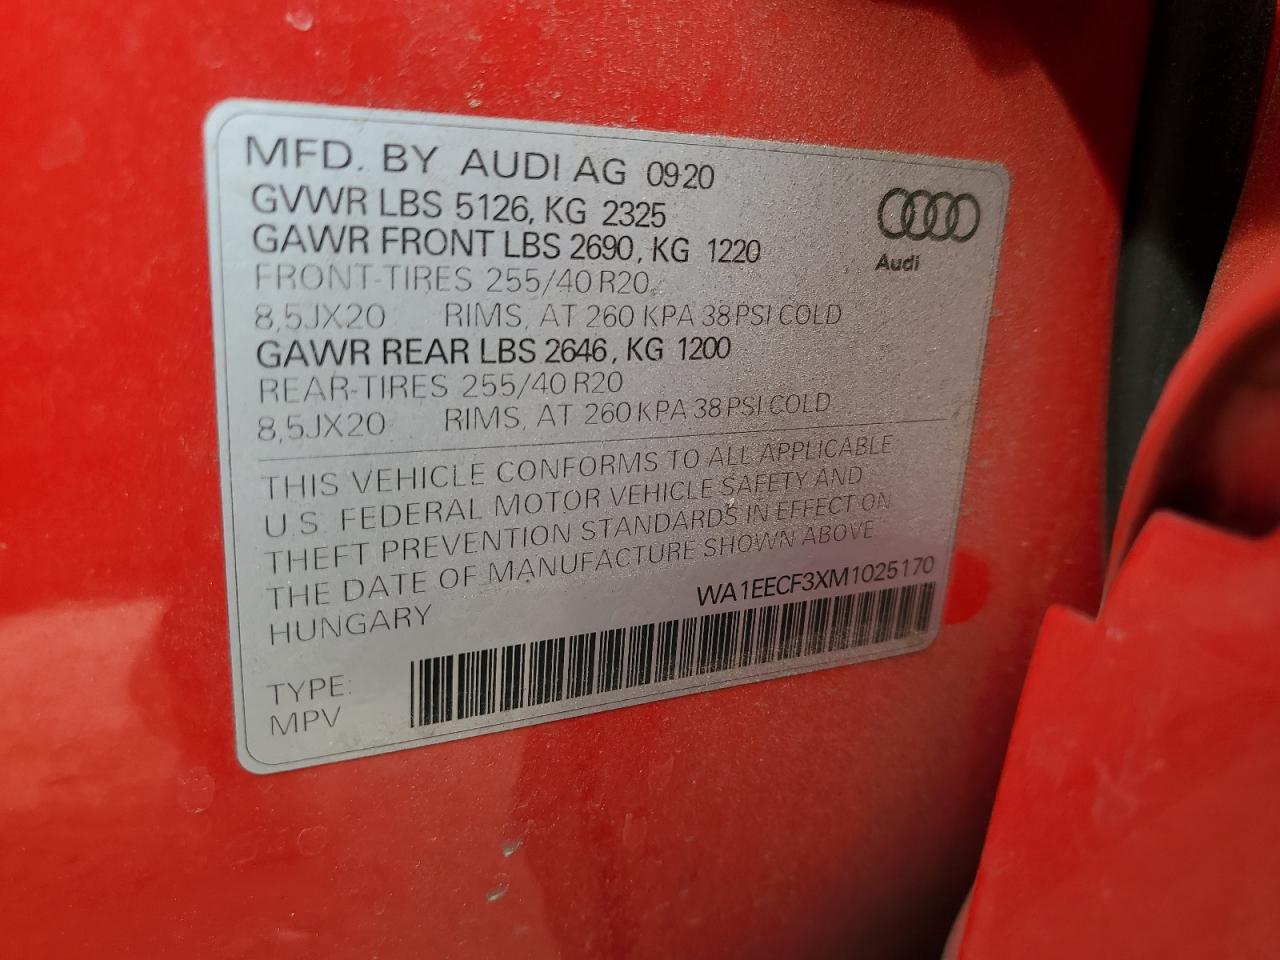 MFD. BY AUDI AG 0920
GVWR LBS 5126, KG 2325
GAWR FRONT LBS 2690, KG 1220
FRONT-TIRES 255/40 R20
8,5JX20 RIMS, AT 260 KPA 38 PSI COLD
GAWR REAR LBS 2646, KG 1200
REAR-TIRES 255/40 R20
8,5JX20 RIMS, AT 260 KPA 38 PSI COLD
Audi
THIS VEHICLE CONFORMS TO ALL APPLICABLE
U.S. FEDERAL MOTOR VEHICLE SAFETY AND
THEFT PREVENTION STANDARDS IN EFFECT ON
THE DATE OF MANUFACTURE SHOWN ABOVE
HUNGARY
WA1EECF3XM1025170
TYPE:
MPV